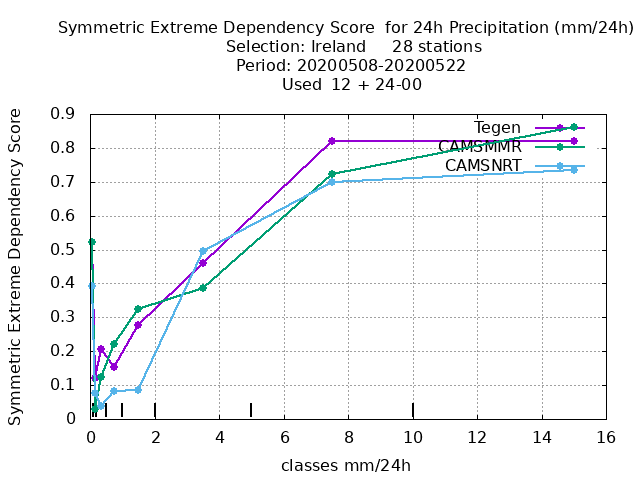 Symmetric Extreme Dependency Score  for 24h Precipitation (mm/24h)
Selection: Ireland     28 stations
Period: 20200508-20200522
Used  12 + 24-00
Symmetric Extreme Dependency Score
0.9
0.8
0.7
0.6
0.5
0.4
0.3
0.2
0.1
0
Tegen
CAMSMMR
CAMSNRT
0 2 4 6 8 10 12 14 16
classes mm/24h